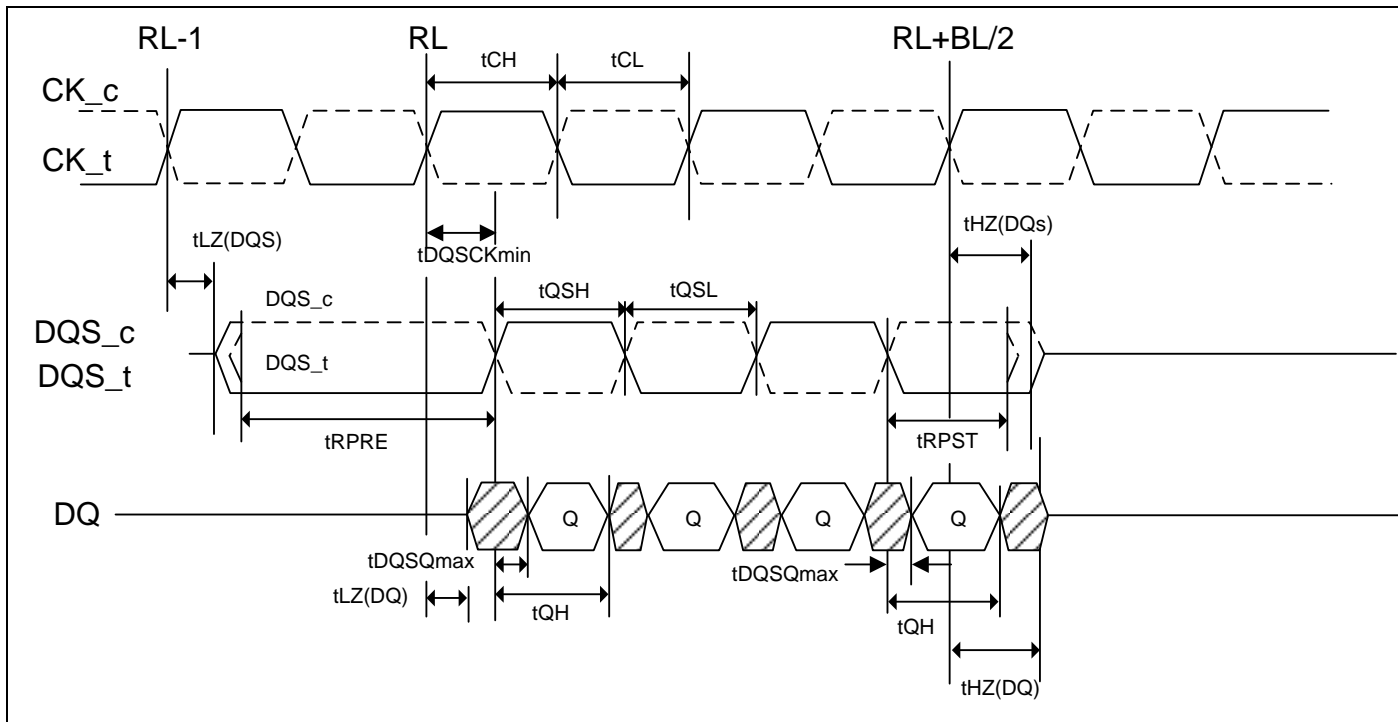 RL-1 RL RL+BL/2
tCH tCL
CK_c
CK_t
tLZ(DQS) tDQSCKmin tHZ(DQs)
DQS_c tQSH tQSL
DQS_c
DQS_t
DQS_t
tRPRE tRPST
DQ Q Q Q Q
tDQSQmax tDQSQmax
tLZ(DQ) tQH tQH
tHZ(DQ)